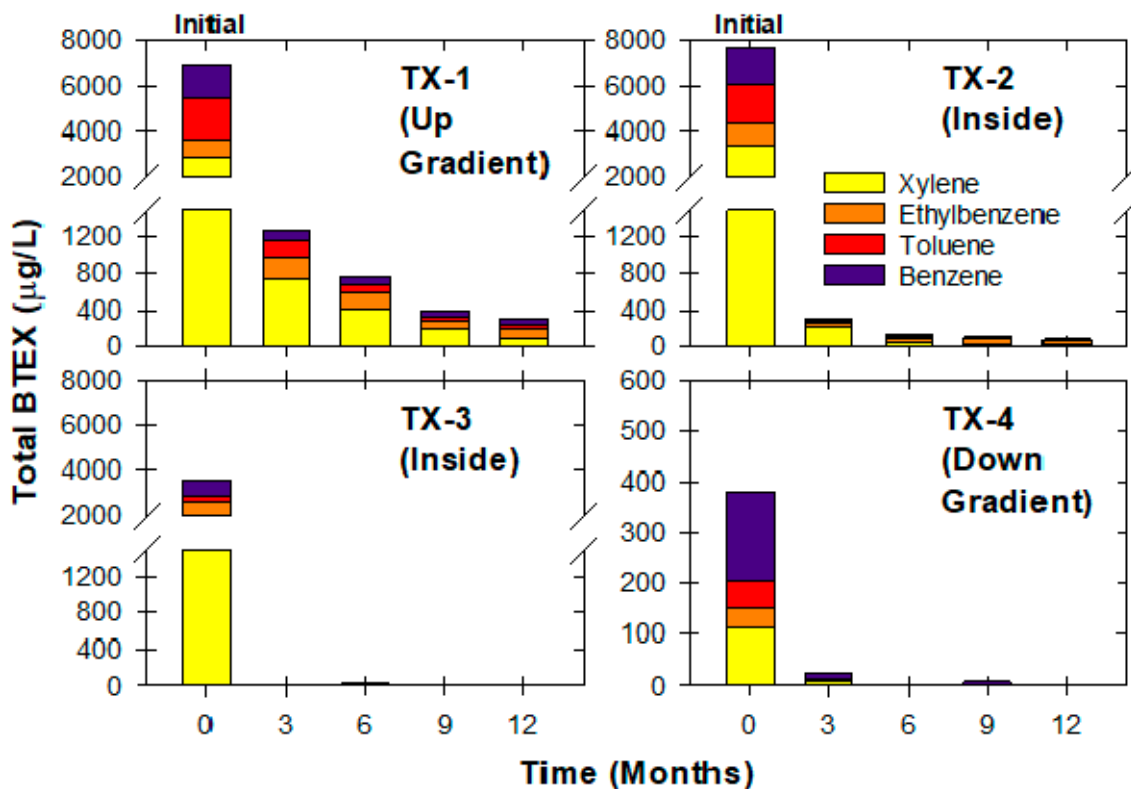 Initial
Initial
8000
6000
4000
2000
1200
800
400
0
TX-1
(Up
Gradient)
8000
6000
4000
2000
1200
800
400
0
TX-2
(Inside)
Xylene
Ethylbenzene
Toluene
Benzene
Total BTEX (μg/L)
8000
6000
4000
2000
1200
800
400
0
TX-3
(Inside)
0 3 6 9 12
600
500
400
300
200
100
0
TX-4
(Down
Gradient)
0 3 6 9 12
Time (Months)